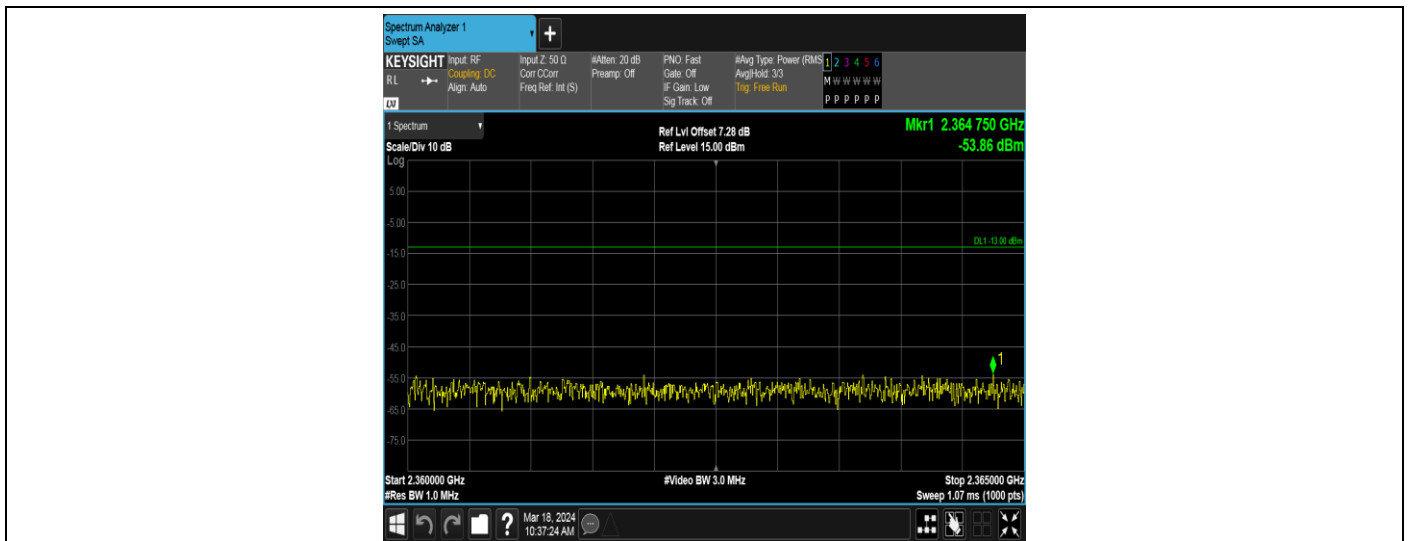 Spectrum Analyzer 1
Swept SA
+
KEYSIGHT
RL
LXI
Input: RF
Coupling: DC
Align: Auto
Input Z: 50 Ω
Corr CCorr
Freq Ref: Int (S)
#Atten: 20 dB
Preamp: Off
PNO: Fast
Gate: Off
IF Gain: Low
Sig Track: Off
#Avg Type: Power (RMS
Avg|Hold: 3/3
Trig: Free Run
1 2 3 4 5 6
M W W W W W
P P P P P P
1 Spectrum
Scale/Div 10 dB
Log
Ref Lvl Offset 7.28 dB
Ref Level 15.00 dBm
Mkr1 2.364 750 GHz
-53.86 dBm
5.00
-5.00
DL1 -13.00 dBm
-15.0
-25.0
-35.0
-45.0
1
-55.0
-65.0
-75.0
Start 2.360000 GHz
#Res BW 1.0 MHz
#Video BW 3.0 MHz
Stop 2.365000 GHz
Sweep 1.07 ms (1000 pts)
?
Mar 18, 2024
10:37:24 AM